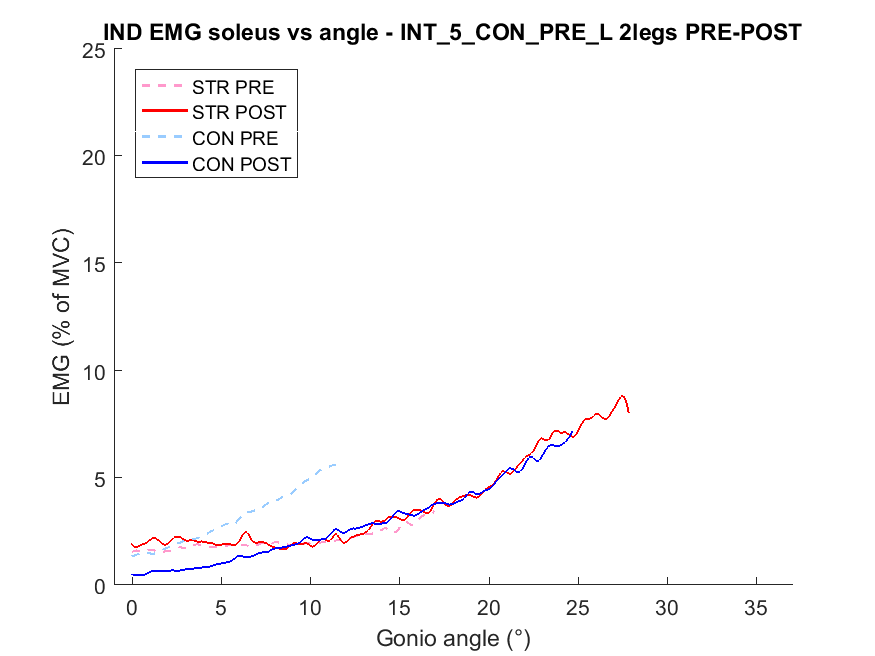 IND EMG soleus vs angle - INT_5_CON_PRE_L 2legs PRE-POST
25
20
15
10
5
0
EMG (% of MVC)
STR PRE
STR POST
CON PRE
CON POST
0 5 10 15 20 25 30 35
Gonio angle (°)